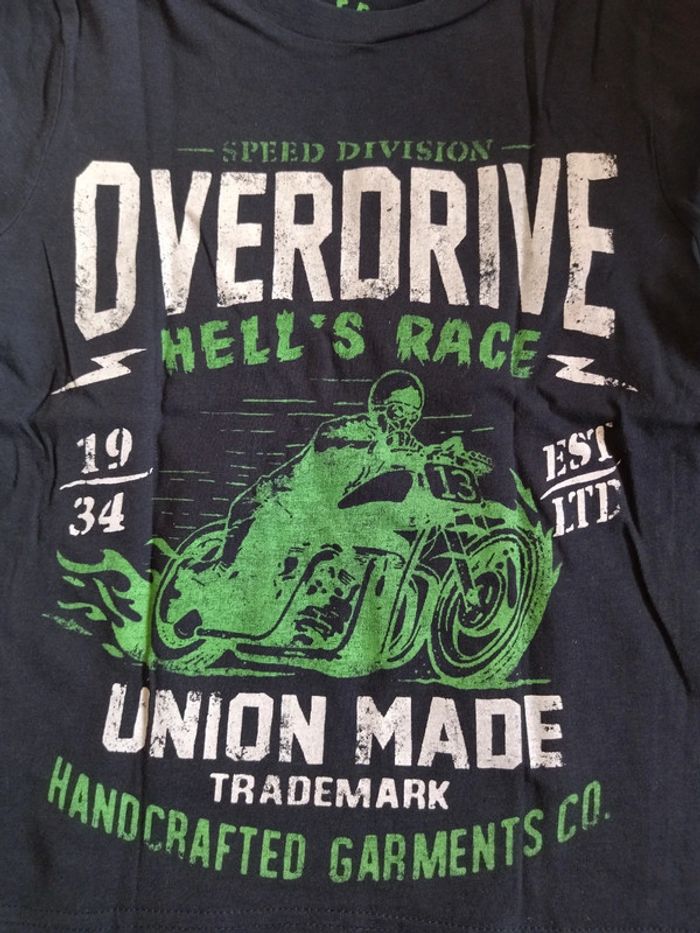 SPEED DIVISION
OVERDRIVE
HELL'S RACE
19
34
EST
LTD
13
UNION MADE
TRADEMARK
HANDCRAFTED GARMENTS CO.